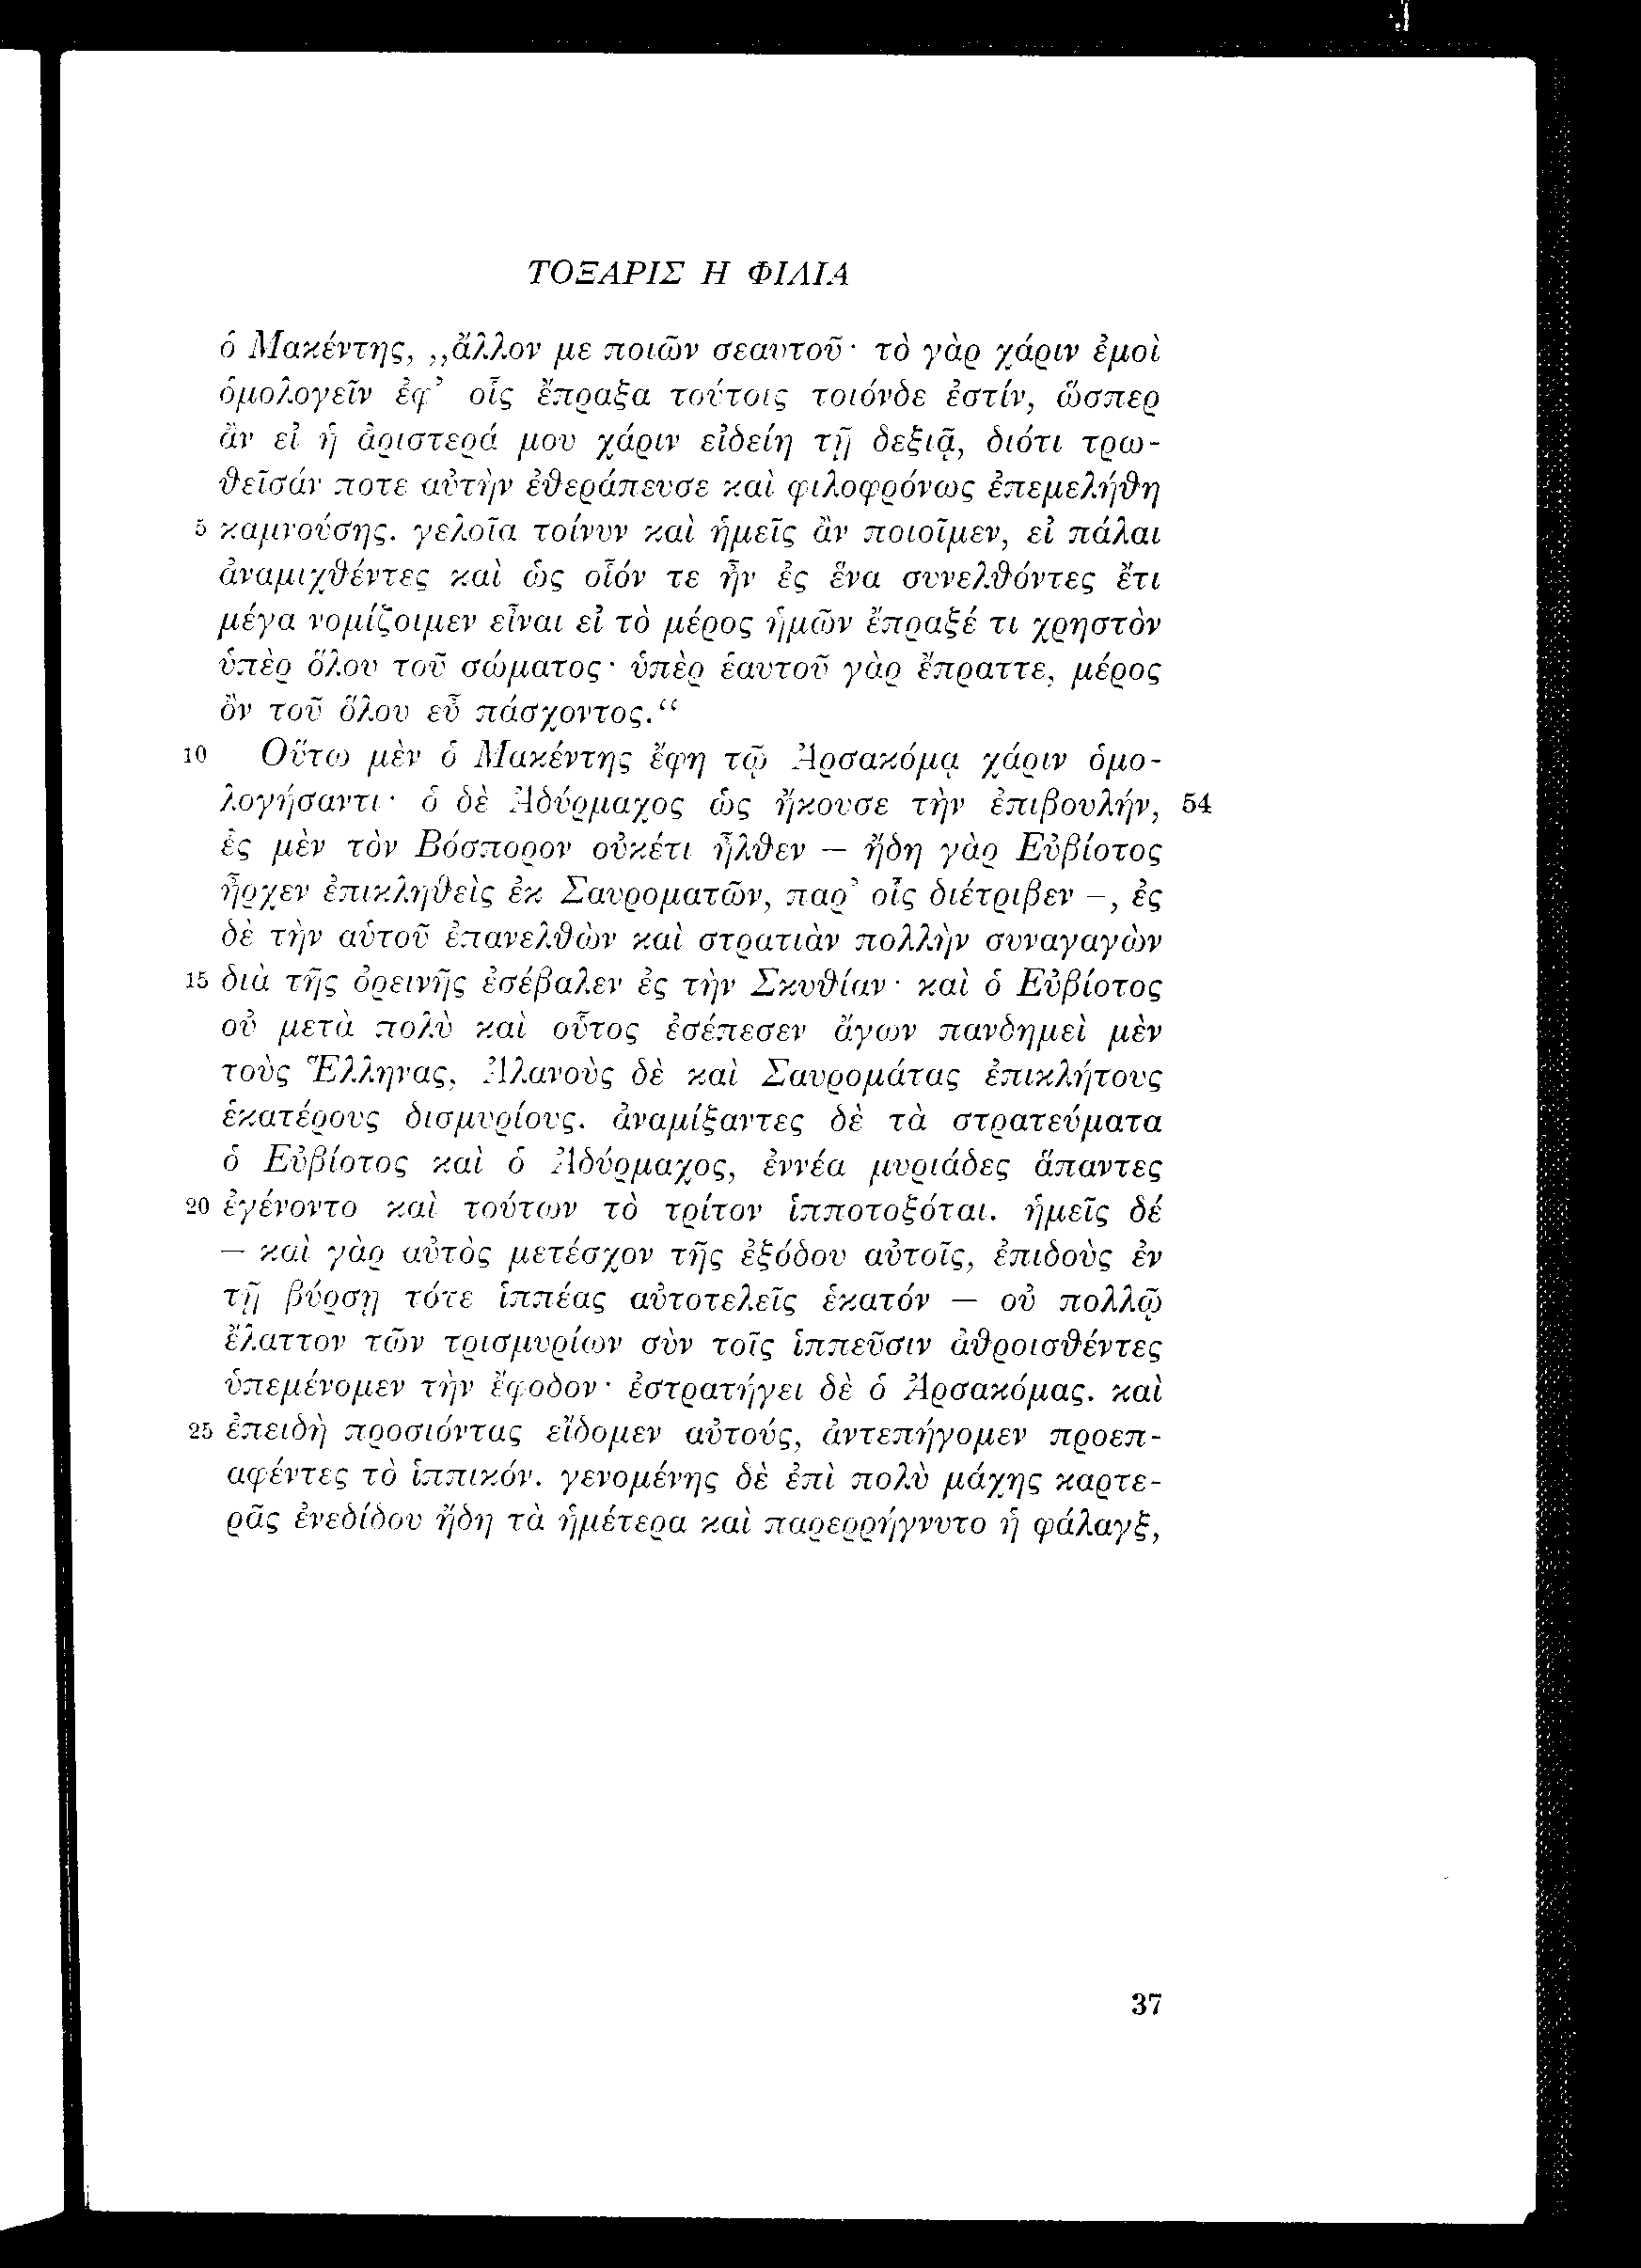 ΤΟΞΑΡΙΣ Η ΦΙΛΙΑ
ὁ Μακέντης, „ἄλλον με ποιῶν σεαυτοῦ· τὸ γὰρ χάριν ἐμοὶ
ὁμολογεῖν ἐφ’ οἷς ἔπραξα τούτοις τοιόνδε ἐστίν, ὥσπερ
ἂν εἰ ἡ ἀριστερά μου χάριν εἰδείη τῇ δεξιᾷ, διότι τρω-
θεῖσάν ποτε αὐτὴν ἐθεράπευσε καὶ φιλοφρόνως ἐπεμελήθη
5 καμνούσης. γελοῖα τοίνυν καὶ ἡμεῖς ἂν ποιοῖμεν, εἰ πάλαι
ἀναμιχθέντες καὶ ὡς οἷόν τε ἦν ἐς ἕνα συνελθόντες ἔτι
μέγα νομίζοιμεν εἶναι εἰ τὸ μέρος ἡμῶν ἔπραξέ τι χρηστὸν
ὑπὲρ ὅλου τοῦ σώματος· ὑπὲρ ἑαυτοῦ γὰρ ἔπραττε, μέρος
ὂν τοῦ ὅλου εὖ πάσχοντος.“
10 Οὕτω μὲν ὁ Μακέντης ἔφη τῷ Ἀρσακόμᾳ χάριν ὁμο-
λογήσαντι· ὁ δὲ Ἀδύρμαχος ὡς ἤκουσε τὴν ἐπιβουλήν, 54
ἐς μὲν τὸν Βόσπορον οὐκέτι ἦλθεν – ἤδη γὰρ Εὐβίοτος
ἦρχεν ἐπικληθεὶς ἐκ Σαυροματῶν, παρ’ οἷς διέτριβεν –, ἐς
δὲ τὴν αὑτοῦ ἐπανελθὼν καὶ στρατιὰν πολλὴν συναγαγὼν
15 διὰ τῆς ὀρεινῆς ἐσέβαλεν ἐς τὴν Σκυθίαν· καὶ ὁ Εὐβίοτος
οὐ μετὰ πολὺ καὶ οὗτος ἐσέπεσεν ἄγων πανδημεὶ μὲν
τοὺς Ἕλληνας, Ἀλανοὺς δὲ καὶ Σαυρομάτας ἐπικλήτους
ἑκατέρους δισμυρίους. ἀναμίξαντες δὲ τὰ στρατεύματα
ὁ Εὐβίοτος καὶ ὁ Ἀδύρμαχος, ἐννέα μυριάδες ἅπαντες
20 ἐγένοντο καὶ τούτων τὸ τρίτον ἱπποτοξόται. ἡμεῖς δέ
– καὶ γὰρ αὐτὸς μετέσχον τῆς ἐξόδου αὐτοῖς, ἐπιδοὺς ἐν
τῇ βύρσῃ τότε ἱππέας αὐτοτελεῖς ἑκατόν – οὐ πολλῷ
ἔλαττον τῶν τρισμυρίων σὺν τοῖς ἱππεῦσιν ἀθροισθέντες
ὑπεμένομεν τὴν ἔφοδον· ἐστρατήγει δὲ ὁ Ἀρσακόμας. καὶ
25 ἐπειδὴ προσιόντας εἴδομεν αὐτούς, ἀντεπήγομεν προεπ-
αφέντες τὸ ἱππικόν. γενομένης δὲ ἐπὶ πολὺ μάχης καρτε-
ρᾶς ἐνεδίδου ἤδη τὰ ἡμέτερα καὶ παρερρήγνυτο ἡ φάλαγξ,
37